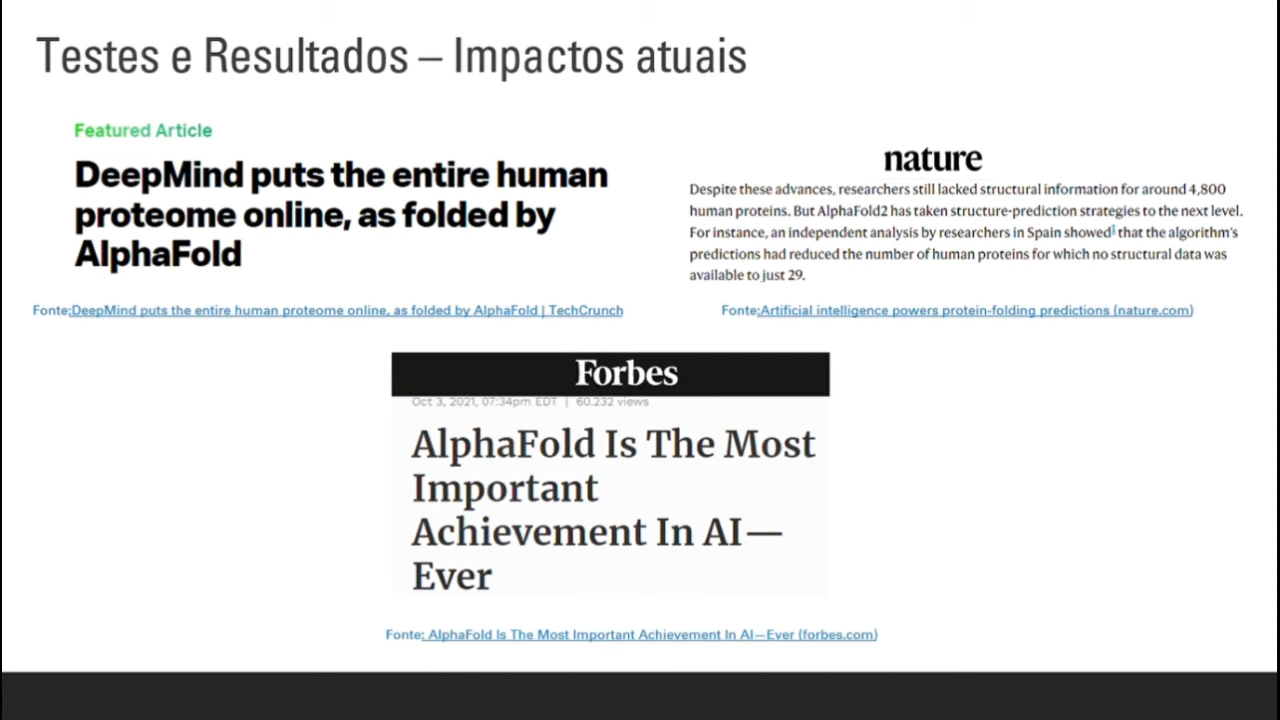 Testes e Resultados – Impactos atuais
Featured Article
DeepMind puts the entire human
proteome online, as folded by
AlphaFold
Fonte:DeepMind puts the entire human proteome online, as folded by AlphaFold | TechCrunch
nature
Despite these advances, researchers still lacked structural information for around 4,800
human proteins. But AlphaFold2 has taken structure-prediction strategies to the next level.
For instance, an independent analysis by researchers in Spain showed¹ that the algorithm's
predictions had reduced the number of human proteins for which no structural data was
available to just 29.
Fonte:Artificial intelligence powers protein-folding predictions (nature.com)
Forbes
Oct 3, 2021, 07:34pm EDT | 60.232 views
AlphaFold Is The Most
Important
Achievement In AI—
Ever
Fonte: AlphaFold Is The Most Important Achievement In AI—Ever (forbes.com)